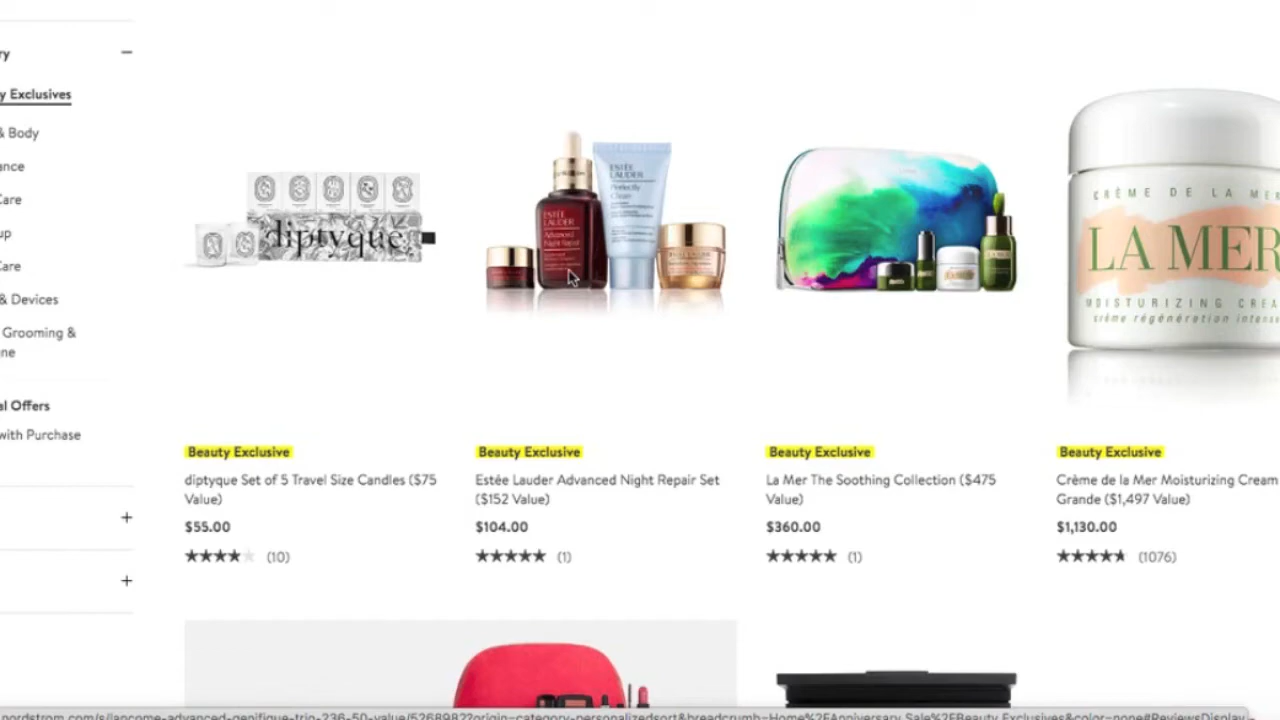 ry
y Exclusives
& Body
ance
Care
up
Care
& Devices
Grooming &
ne
al Offers
with Purchase
diptyque
ESTĒE
LAUDER
Advanced
Night Repair
ESTĒE
LAUDER
Perfectly
Clean
CRÈME DE LA MER
LA MER
MOISTURIZING CREA
crème régénération intense
Beauty Exclusive
diptyque Set of 5 Travel Size Candles ($75
Value)
$55.00
(10)
Beauty Exclusive
Estée Lauder Advanced Night Repair Set
($152 Value)
$104.00
(1)
Beauty Exclusive
La Mer The Soothing Collection ($475
Value)
$360.00
(1)
Beauty Exclusive
Crème de la Mer Moisturizing Cream
Grande ($1,497 Value)
$1,130.00
(1076)
nordstrom.com/s/lancome-advanced-genifique-trio-236-50-value/5268982?origin=category-personalizedsort&breadcrumb=Home%2FAnniversary Sale%2FBeauty Exclusives&color=none#ReviewsDisplay